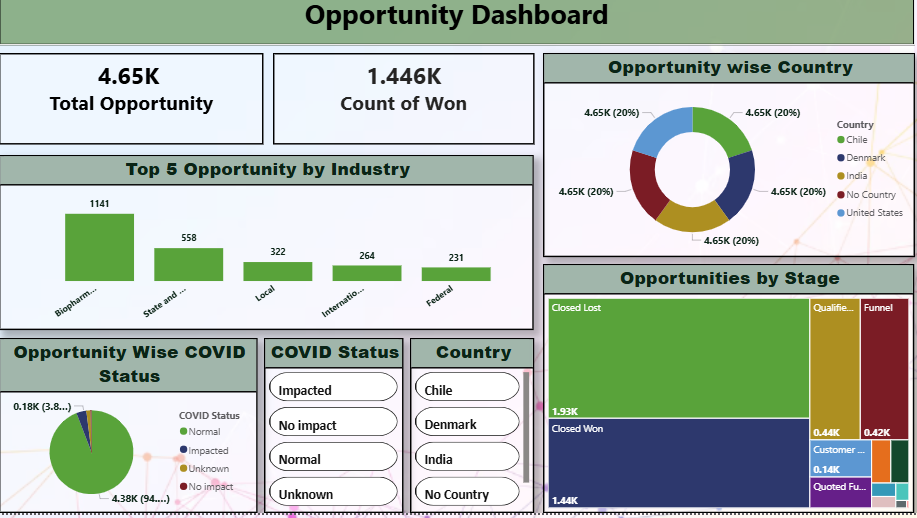 Opportunity Dashboard
4.65K
Total Opportunity
1.446K
Count of Won
Opportunity wise Country
4.65K (20%)
4.65K (20%)
4.65K (20%)
4.65K (20%)
4.65K (20%)
Country
Chile
Denmark
India
No Country
United States
Top 5 Opportunity by Industry
1141
558
322
264
231
Biopharm...
State and ...
Local
Internatio...
Federal
Opportunities by Stage
Closed Lost
1.93K
Closed Won
1.44K
Qualifie...
0.44K
Funnel
0.42K
Customer ...
0.14K
Quoted Fu...
Opportunity Wise COVID
Status
0.18K (3.8...)
4.38K (94....)
COVID Status
Normal
Impacted
Unknown
No impact
COVID Status
Impacted
No impact
Normal
Unknown
Country
Chile
Denmark
India
No Country